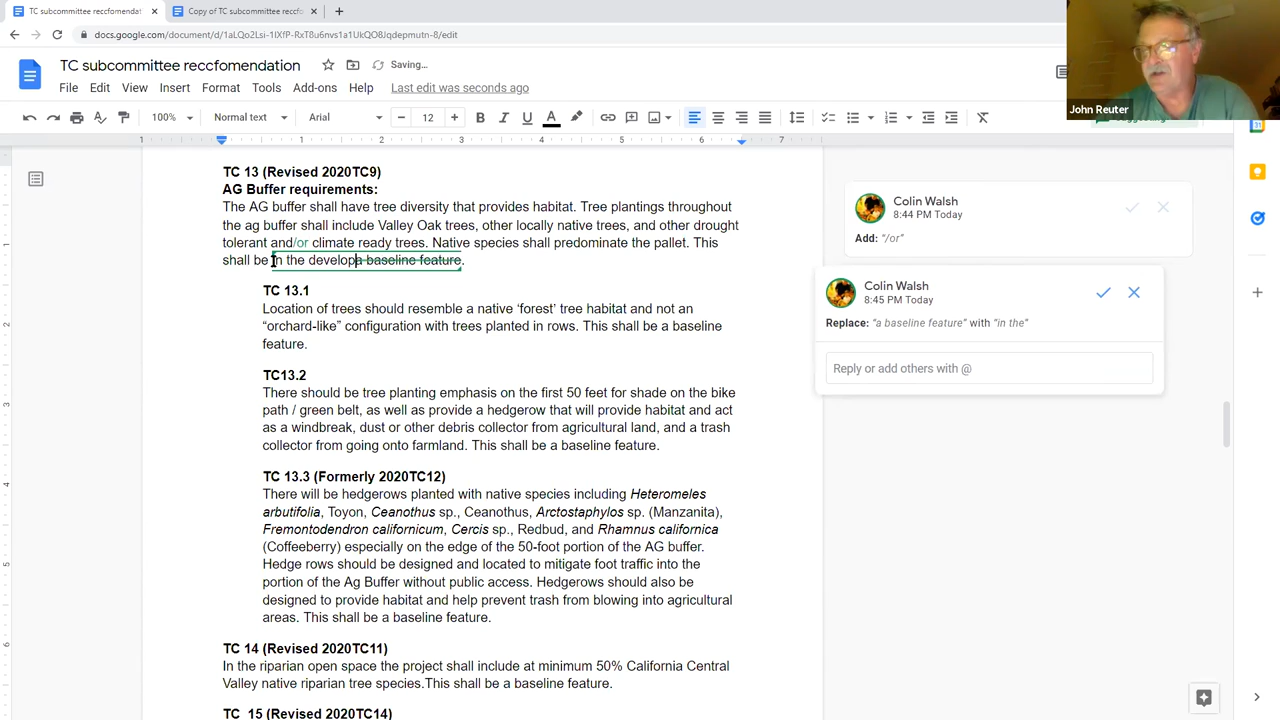 TC subcommittee reccfomendation
Copy of TC subcommittee reccfo
docs.google.com/document/d/1aLQo2Lsi-1IXfP-RxT8u6nvs1a1UkQO8Jqdepmutn-8/edit
TC subcommittee reccfomendation
Saving…
File Edit View Insert Format Tools Add-ons Help Last edit was seconds ago
100% Normal text Arial 12
John Reuter
1 1 2 3 4 5 6 7
TC 13 (Revised 2020TC9)
AG Buffer requirements:
The AG buffer shall have tree diversity that provides habitat. Tree plantings throughout
the ag buffer shall include Valley Oak trees, other locally native trees, and other drought
tolerant and/or climate ready trees. Native species shall predominate the pallet. This
shall be in the developa baseline feature.
TC 13.1
Location of trees should resemble a native ‘forest’ tree habitat and not an
“orchard-like” configuration with trees planted in rows. This shall be a baseline
feature.
TC13.2
There should be tree planting emphasis on the first 50 feet for shade on the bike
path / green belt, as well as provide a hedgerow that will provide habitat and act
as a windbreak, dust or other debris collector from agricultural land, and a trash
collector from going onto farmland. This shall be a baseline feature.
TC 13.3 (Formerly 2020TC12)
There will be hedgerows planted with native species including Heteromeles
arbutifolia, Toyon, Ceanothus sp., Ceanothus, Arctostaphylos sp. (Manzanita),
Fremontodendron californicum, Cercis sp., Redbud, and Rhamnus californica
(Coffeeberry) especially on the edge of the 50-foot portion of the AG buffer.
Hedge rows should be designed and located to mitigate foot traffic into the
portion of the Ag Buffer without public access. Hedgerows should also be
designed to provide habitat and help prevent trash from blowing into agricultural
areas. This shall be a baseline feature.
TC 14 (Revised 2020TC11)
In the riparian open space the project shall include at minimum 50% California Central
Valley native riparian tree species.This shall be a baseline feature.
TC 15 (Revised 2020TC14)
Colin Walsh
8:44 PM Today
Add: “/or”
Colin Walsh
8:45 PM Today
Replace: “a baseline feature” with “in the”
Reply or add others with @